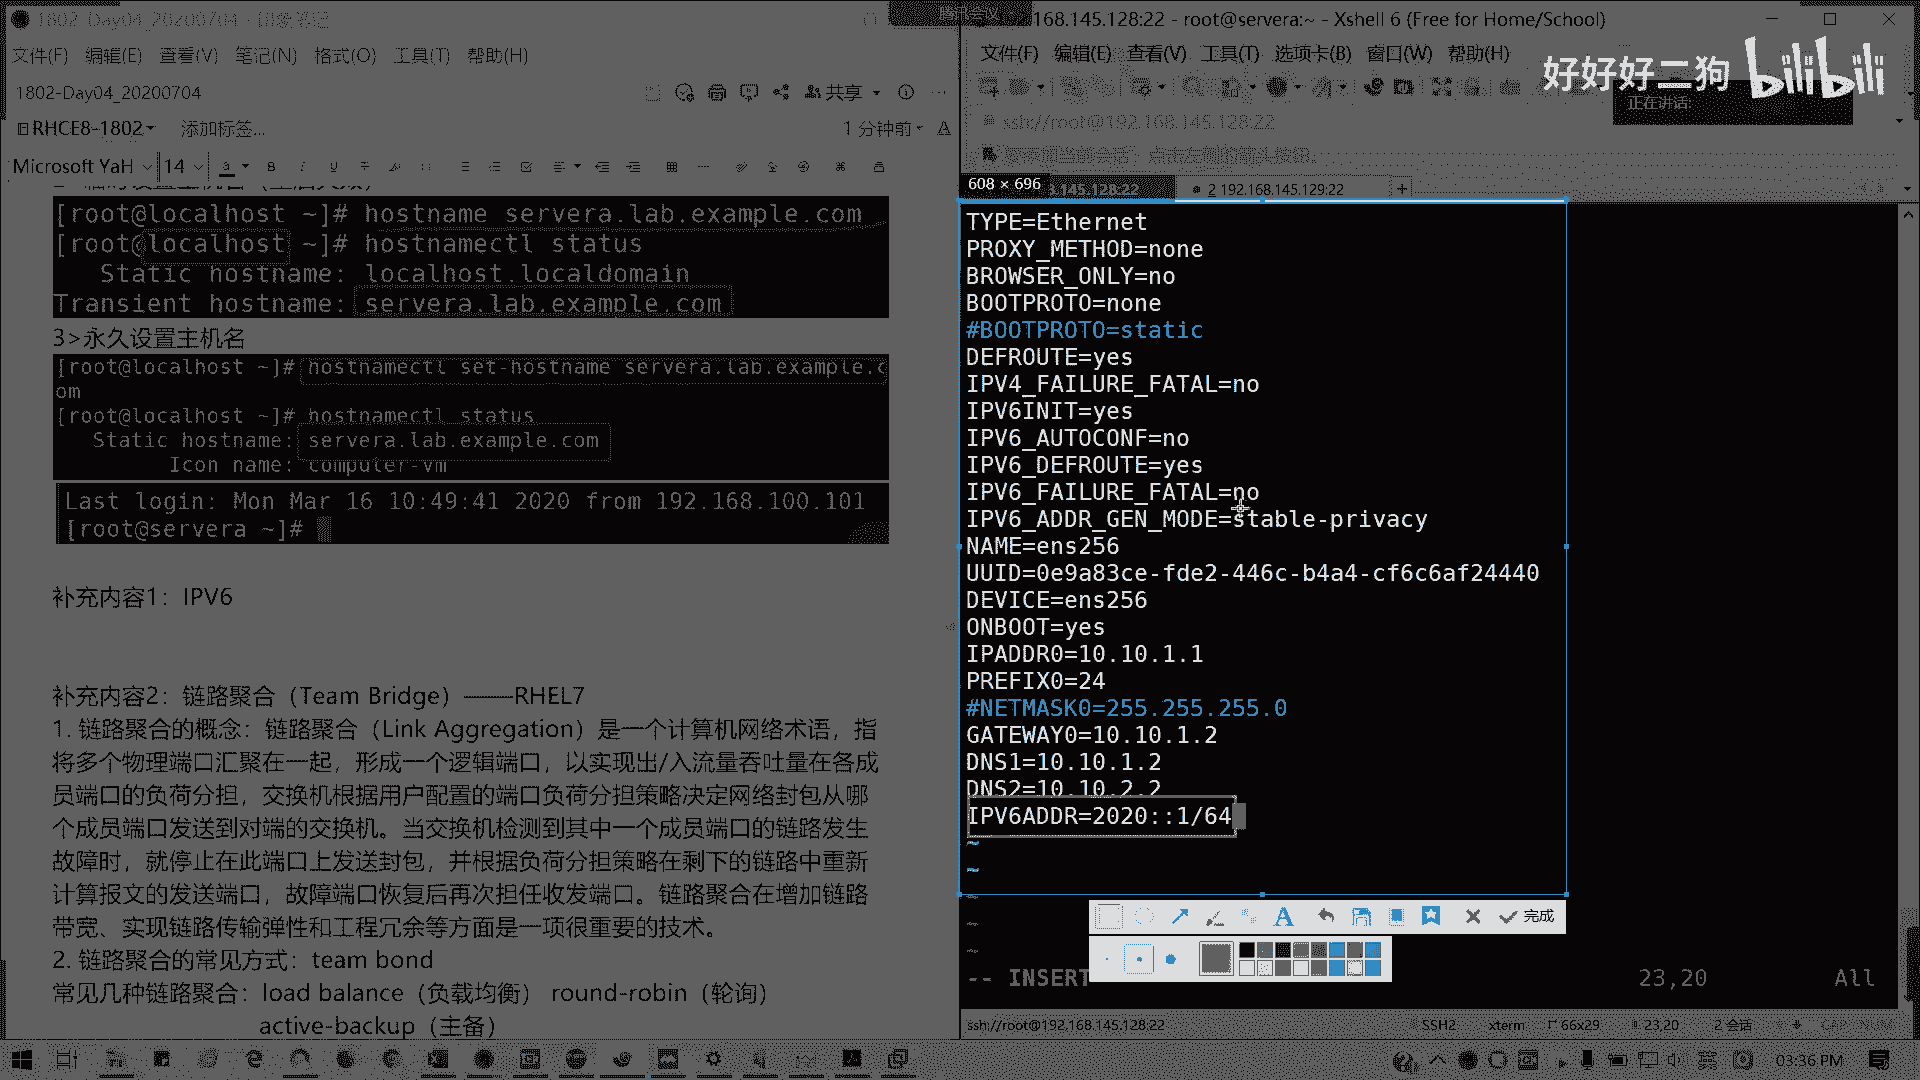 1802-Day04_20200704 - 印象笔记
文件(F) 编辑(E) 查看(V) 笔记(N) 格式(O) 工具(T) 帮助(H)
1802-Day04_20200704
共享
RHCE8-1802
添加标签...
1 分钟前
Microsoft YaH
14
[root@localhost ~]# hostname servera.lab.example.com
[root@localhost ~]# hostnamectl status
Static hostname: localhost.localdomain
Transient hostname: servera.lab.example.com
3>永久设置主机名
[root@localhost ~]# hostnamectl set-hostname servera.lab.example.c
om
[root@localhost ~]# hostnamectl status
Static hostname: servera.lab.example.com
Icon name: computer-vm
Last login: Mon Mar 16 10:49:41 2020 from 192.168.100.101
[root@servera ~]#
补充内容1：IPV6
补充内容2：链路聚合（Team Bridge）———RHEL7
1. 链路聚合的概念：链路聚合（Link Aggregation）是一个计算机网络术语，指
将多个物理端口汇聚在一起，形成一个逻辑端口，以实现出/入流量吞吐量在各成
员端口的负荷分担，交换机根据用户配置的端口负荷分担策略决定网络封包从哪
个成员端口发送到对端的交换机。当交换机检测到其中一个成员端口的链路发生
故障时，就停止在此端口上发送封包，并根据负荷分担策略在剩下的链路中重新
计算报文的发送端口，故障端口恢复后再次担任收发端口。链路聚合在增加链路
带宽、实现链路传输弹性和工程冗余等方面是一项很重要的技术。
2. 链路聚合的常见方式：team bond
常见几种链路聚合：load balance（负载均衡） round-robin（轮询）
active-backup（主备）
168.145.128:22 - root@servera:~ - Xshell 6 (Free for Home/School)
文件(F) 编辑(E) 查看(V) 工具(T) 选项卡(B) 窗口(W) 帮助(H)
好好好二狗 bilibili
正在讲话:
ssh://root@192.168.145.128:22
608 × 696
.145.128:22
2 192.168.145.129:22
TYPE=Ethernet
PROXY_METHOD=none
BROWSER_ONLY=no
BOOTPROTO=none
#BOOTPROTO=static
DEFROUTE=yes
IPV4_FAILURE_FATAL=no
IPV6INIT=yes
IPV6_AUTOCONF=no
IPV6_DEFROUTE=yes
IPV6_FAILURE_FATAL=no
IPV6_ADDR_GEN_MODE=stable-privacy
NAME=ens256
UUID=0e9a83ce-fde2-446c-b4a4-cf6c6af24440
DEVICE=ens256
ONBOOT=yes
IPADDR0=10.10.1.1
PREFIX0=24
#NETMASK0=255.255.255.0
GATEWAY0=10.10.1.2
DNS1=10.10.1.2
DNS2=10.10.2.2
IPV6ADDR=2020::1/64
~
~
~
~
~
完成
-- INSERT
23,20
All
ssh://root@192.168.145.128:22
SSH2 xterm 66x29 23,20 2 会话 CAP NUM
英
03:36 PM